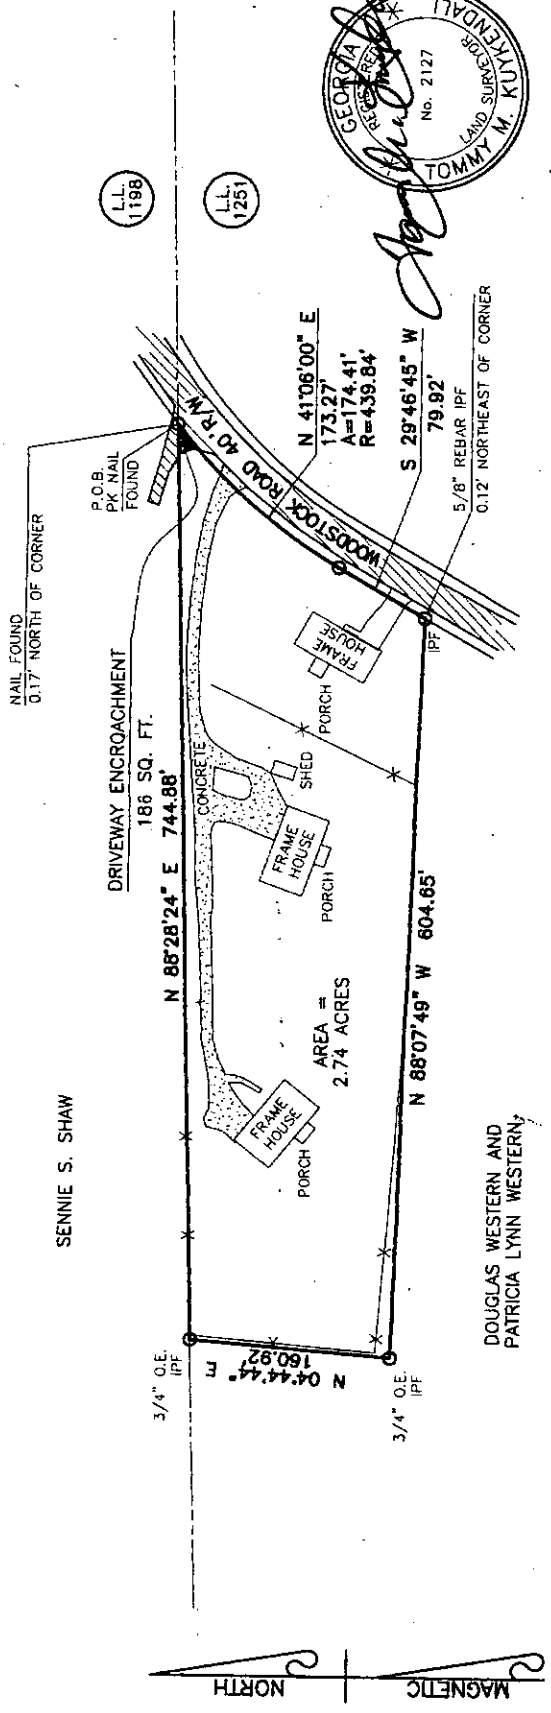 NAIL FOUND
0.17' NORTH OF CORNER
P.O.B.
PK NAIL
FOUND
L.L.
1198
L.L.
1251
DRIVEWAY ENCROACHMENT
186 SQ. FT.
SENNIE S. SHAW
N 88°28'24" E 744.88'
3/4" O.E.
IPF
N 04°44'44" E
160.92'
3/4" O.E.
IPF
CONCRETE
FRAME
HOUSE
PORCH
FRAME
HOUSE
PORCH
SHED
FRAME
HOUSE
PORCH
AREA =
2.74 ACRES
N 88°07'49" W 604.65'
WOODSTOCK ROAD 40' R/W
N 41°06'00" E
173.27'
A=174.41'
R=439.84'
S 29°46'45" W
79.92'
IPF
5/8" REBAR IPF
0.12' NORTHEAST OF CORNER
DOUGLAS WESTERN AND
PATRICIA LYNN WESTERN
GEORGIA
REGISTERED
No. 2127
LAND SURVEYOR
TOMMY M. KUYKENDALL
MAGNETIC
NORTH